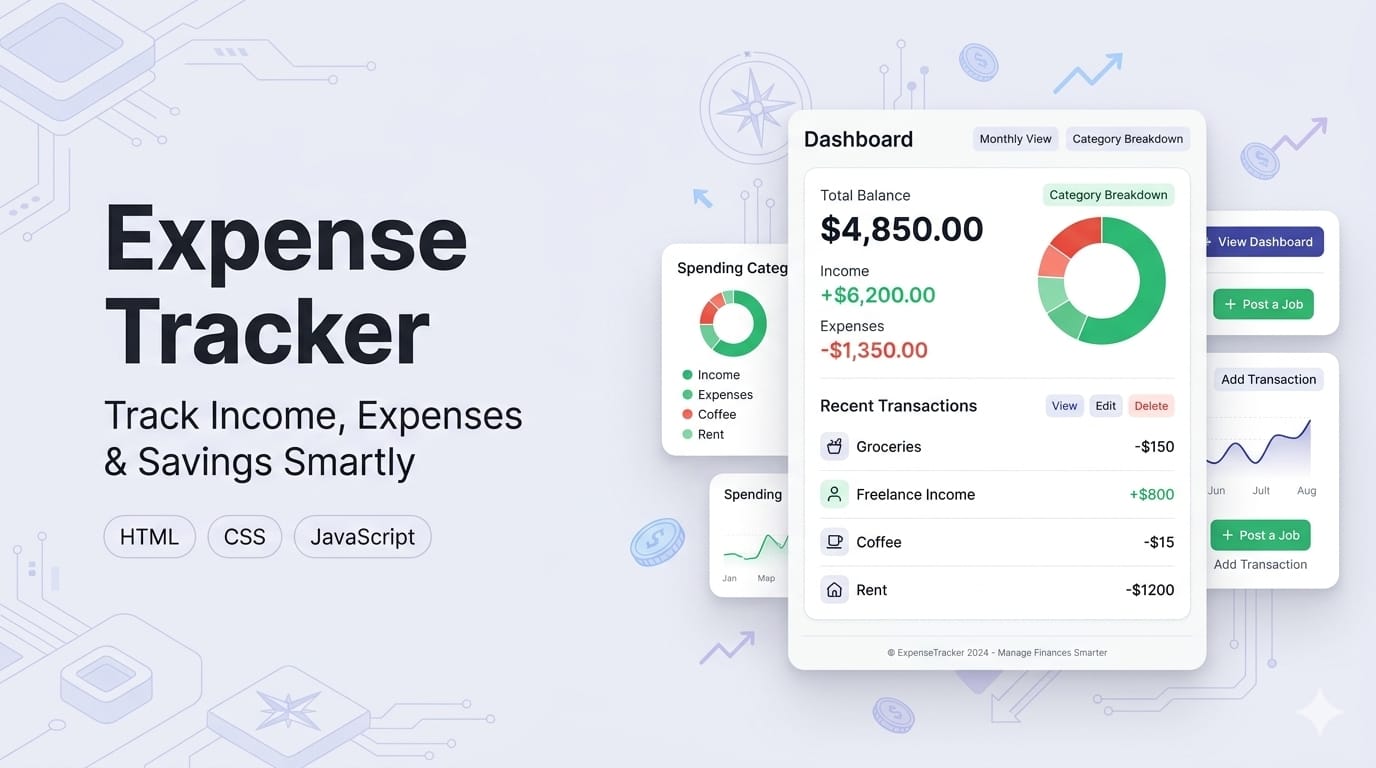 Expense
Tracker
Track Income, Expenses
& Savings Smartly
HTML
CSS
JavaScript
Spending Categ
Income
Expenses
Coffee
Rent
Spending
Jan
Map
Dashboard
Monthly View
Category Breakdown
Total Balance
Category Breakdown
$4,850.00
Income
+$6,200.00
Expenses
-$1,350.00
Recent Transactions
View
Edit
Delete
Groceries
-$150
Freelance Income
+$800
Coffee
-$15
Rent
-$1200
© ExpenseTracker 2024 - Manage Finances Smarter
View Dashboard
+ Post a Job
Add Transaction
Jun
Jult
Aug
+ Post a Job
Add Transaction